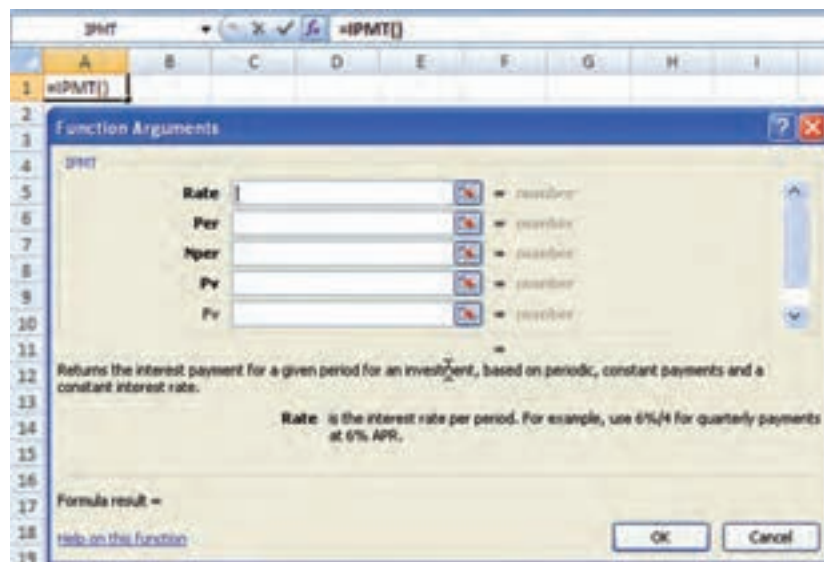 IPMT =IPMT()
A B C D E F G H I
1 =IPMT()
2
3
4
5
6
7
8
9
10
11
12
13
14
15
16
17
18
19
Function Arguments
IPMT
Rate = number
Per = number
Nper = number
Pv = number
Fv = number
=
Returns the interest payment for a given period for an investment, based on periodic, constant payments and a
constant interest rate.
Rate is the interest rate per period. For example, use 6%/4 for quarterly payments
at 6% APR.
Formula result =
Help on this function OK Cancel